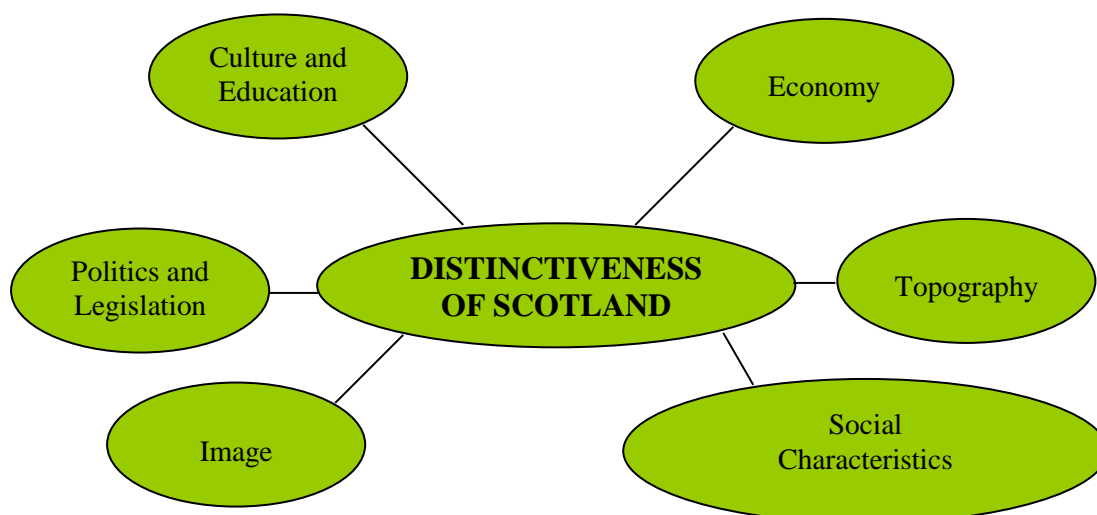 Culture and
Education
Economy
DISTINCTIVENESS
OF SCOTLAND
Politics and
Legislation
Topography
Image
Social
Characteristics